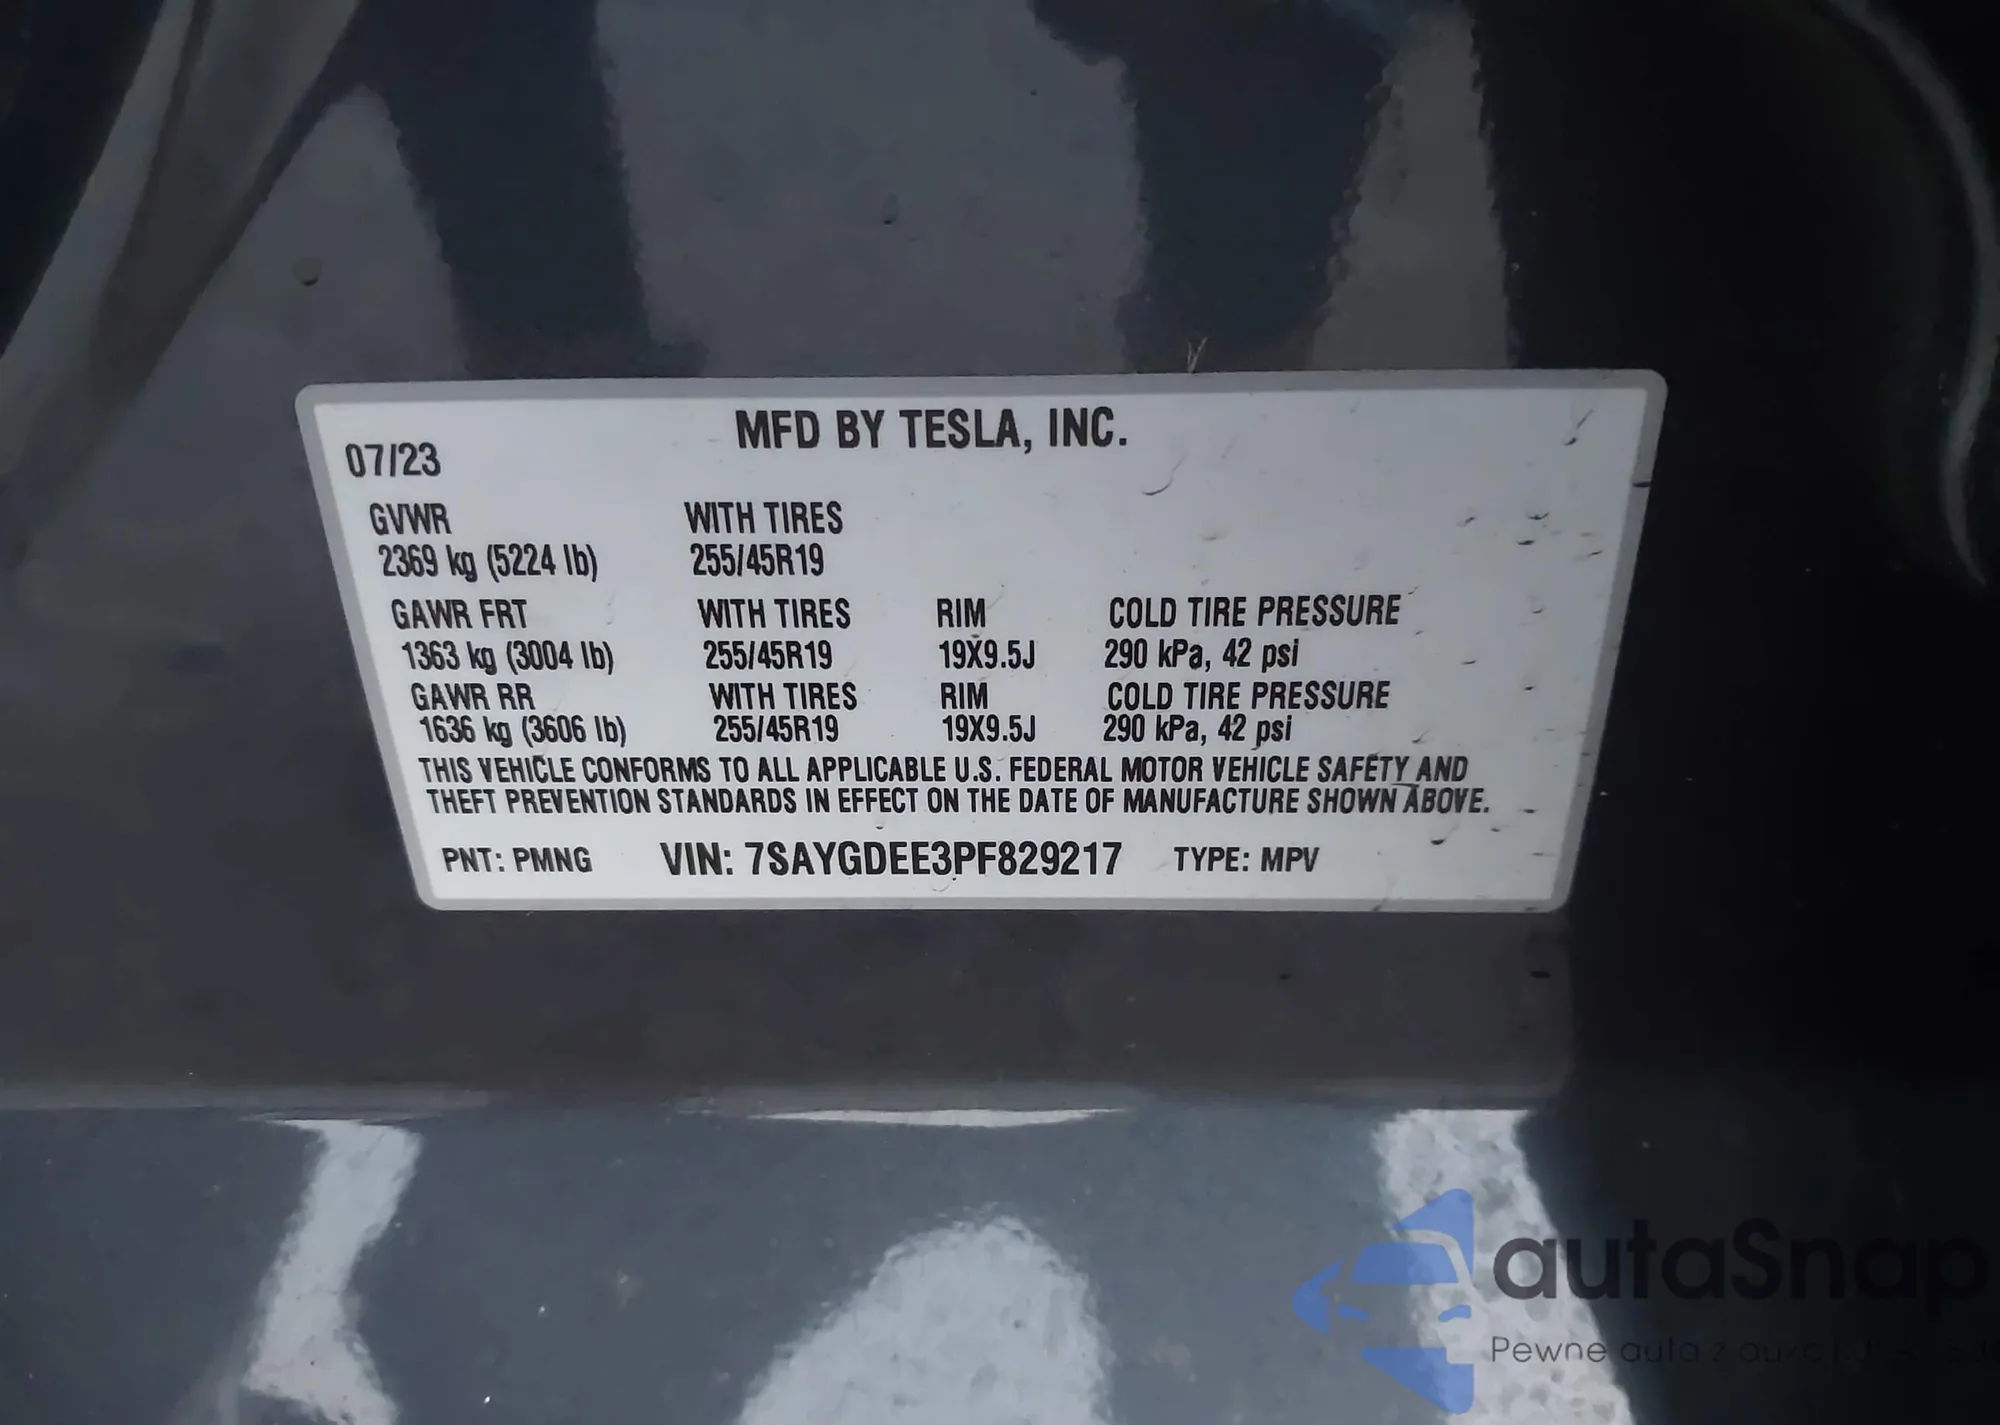 MFD BY TESLA, INC.
07/23
GVWR WITH TIRES
2369 kg (5224 lb) 255/45R19
GAWR FRT WITH TIRES RIM COLD TIRE PRESSURE
1363 kg (3004 lb) 255/45R19 19X9.5J 290 kPa, 42 psi
GAWR RR WITH TIRES RIM COLD TIRE PRESSURE
1636 kg (3606 lb) 255/45R19 19X9.5J 290 kPa, 42 psi
THIS VEHICLE CONFORMS TO ALL APPLICABLE U.S. FEDERAL MOTOR VEHICLE SAFETY AND
THEFT PREVENTION STANDARDS IN EFFECT ON THE DATE OF MANUFACTURE SHOWN ABOVE.
PNT: PMNG VIN: 7SAYGDEE3PF829217 TYPE: MPV
autaSnap
Pewne auta z